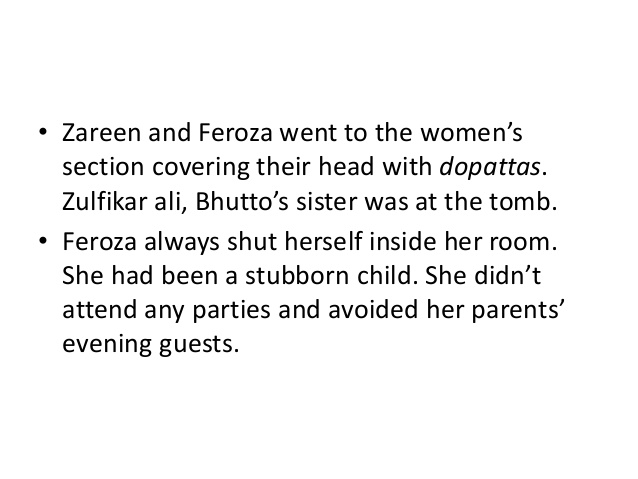 • Zareen and Feroza went to the women’s
section covering their head with dopattas.
Zulfikar ali, Bhutto’s sister was at the tomb.
• Feroza always shut herself inside her room.
She had been a stubborn child. She didn’t
attend any parties and avoided her parents’
evening guests.